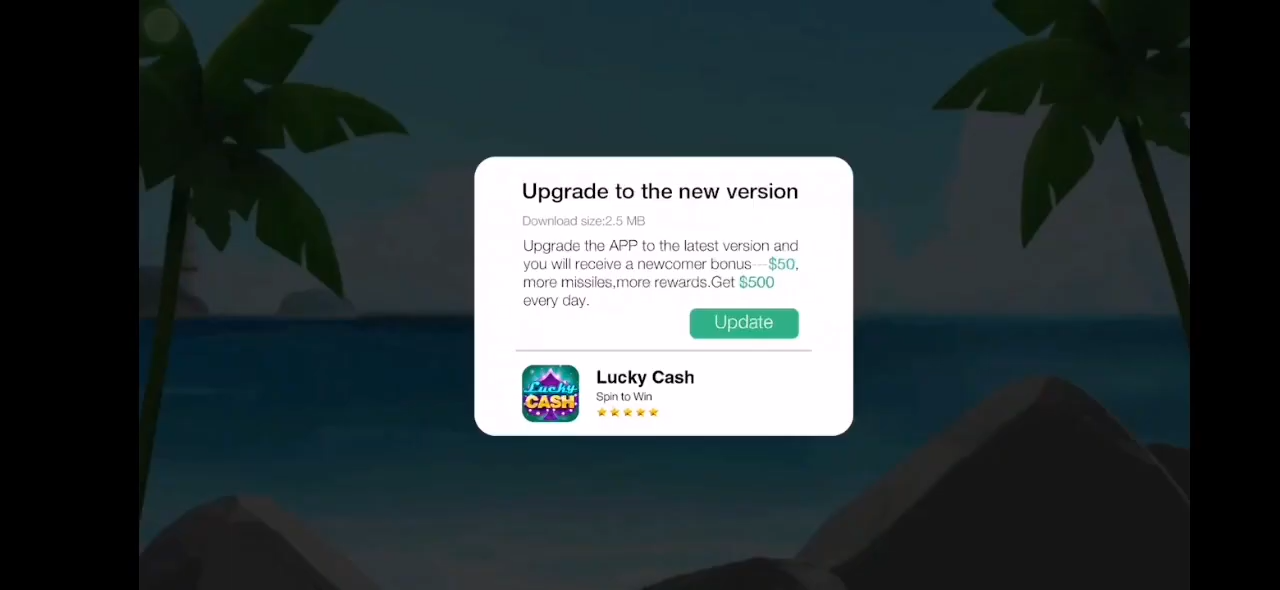 Upgrade to the new version
Download size:2.5 MB
Upgrade the APP to the latest version and
you will receive a newcomer bonus—$50,
more missiles,more rewards.Get $500
every day.
Update
Lucky CASH
Lucky Cash
Spin to Win